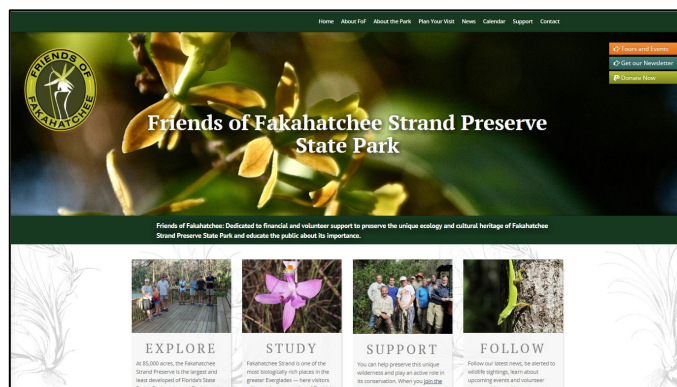 Home About FoF About the Park Plan Your Visit News Calendar Support Contact
FRIENDS OF
FAKAHATCHEE
Tours and Events
Get our Newsletter
Donate Now
Friends of Fakahatchee Strand Preserve
State Park
Friends of Fakahatchee: Dedicated to financial and volunteer support to preserve the unique ecology and cultural heritage of Fakahatchee
Strand Preserve State Park and educate the public about its importance.
EXPLORE
At 85,000 acres, the Fakahatchee
Strand Preserve is the largest and
least developed of Florida's State
STUDY
Fakahatchee Strand is one of the
most biologically rich places in the
greater Everglades — here visitors
SUPPORT
You can help preserve this unique
wilderness and play an active role in
its conservation. When you join the
FOLLOW
Follow our latest news, be alerted to
wildlife sightings, learn about
upcoming events and volunteer